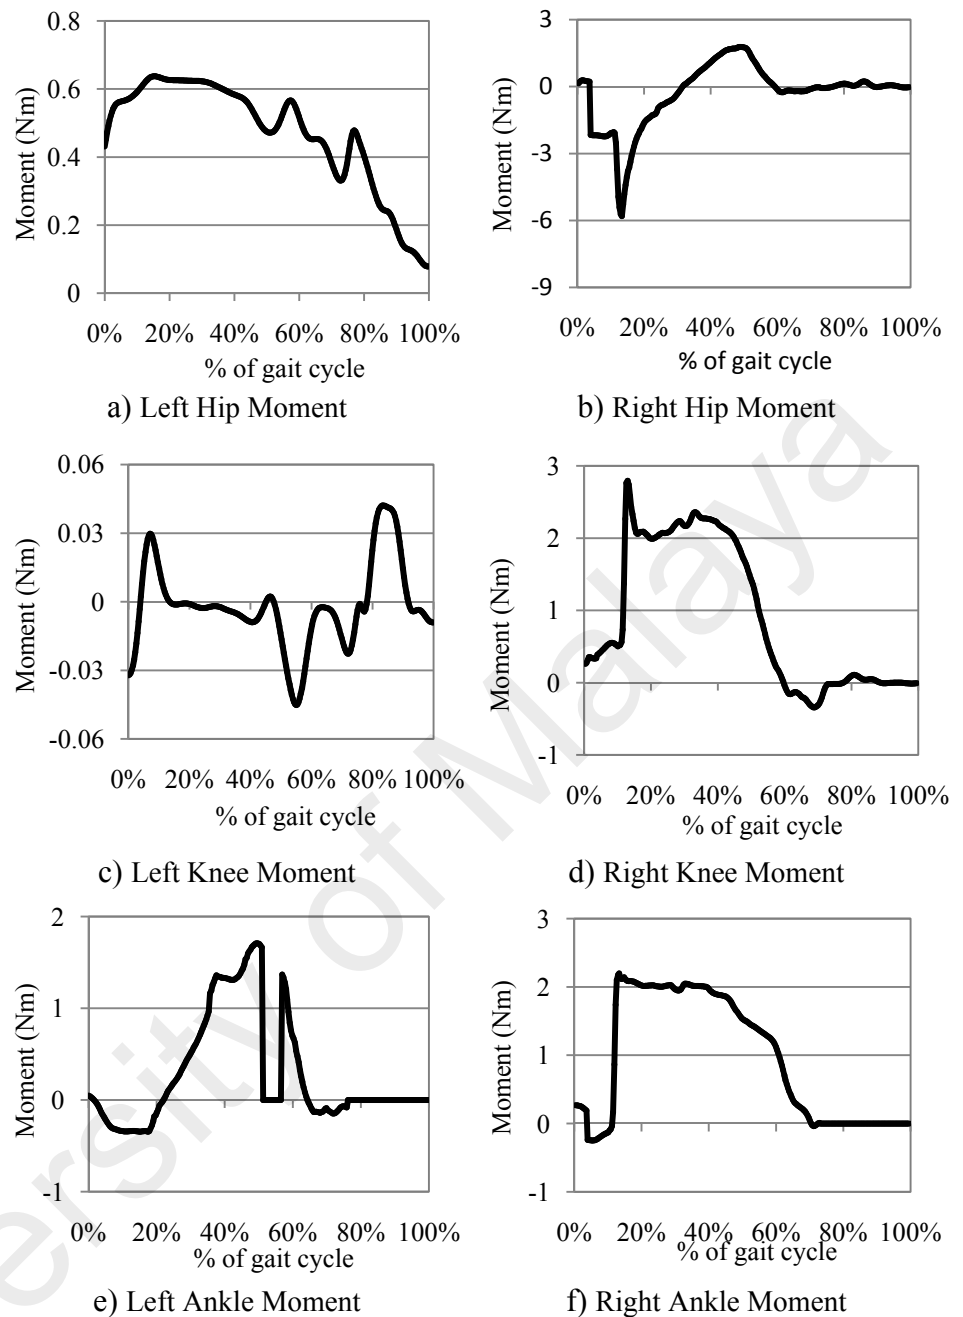 0.8
0.6
0.4
0.2
0
Moment (Nm)
0% 20% 40% 60% 80% 100%
% of gait cycle
a) Left Hip Moment
3
0
-3
-6
-9
Moment (Nm)
0% 20% 40% 60% 80% 100%
% of gait cycle
b) Right Hip Moment
0.06
0.03
0
-0.03
-0.06
Moment (Nm)
0% 20% 40% 60% 80% 100%
% of gait cycle
c) Left Knee Moment
3
2
1
0
-1
Moment (Nm)
0% 20% 40% 60% 80% 100%
% of gait cycle
d) Right Knee Moment
2
1
0
-1
Moment (Nm)
0% 20% 40% 60% 80% 100%
% of gait cycle
e) Left Ankle Moment
3
2
1
0
-1
Moment (Nm)
0% 20% 40% 60% 80% 100%
% of gait cycle
f) Right Ankle Moment
ersity of Malaya